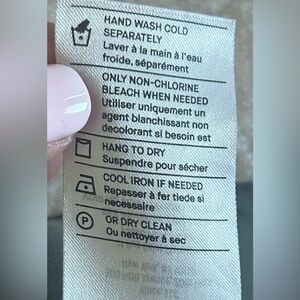 HAND WASH COLD
SEPARATELY
Laver à la main à l'eau
froide, séparément
ONLY NON-CHLORINE
BLEACH WHEN NEEDED
Utiliser uniquement un
agent blanchissant non
decolorant si besoin est
HANG TO DRY
Suspendre pour sécher
COOL IRON IF NEEDED
Repasser à fer tiede si
necessaire
P
OR DRY CLEAN
Ou nettoyer à sec